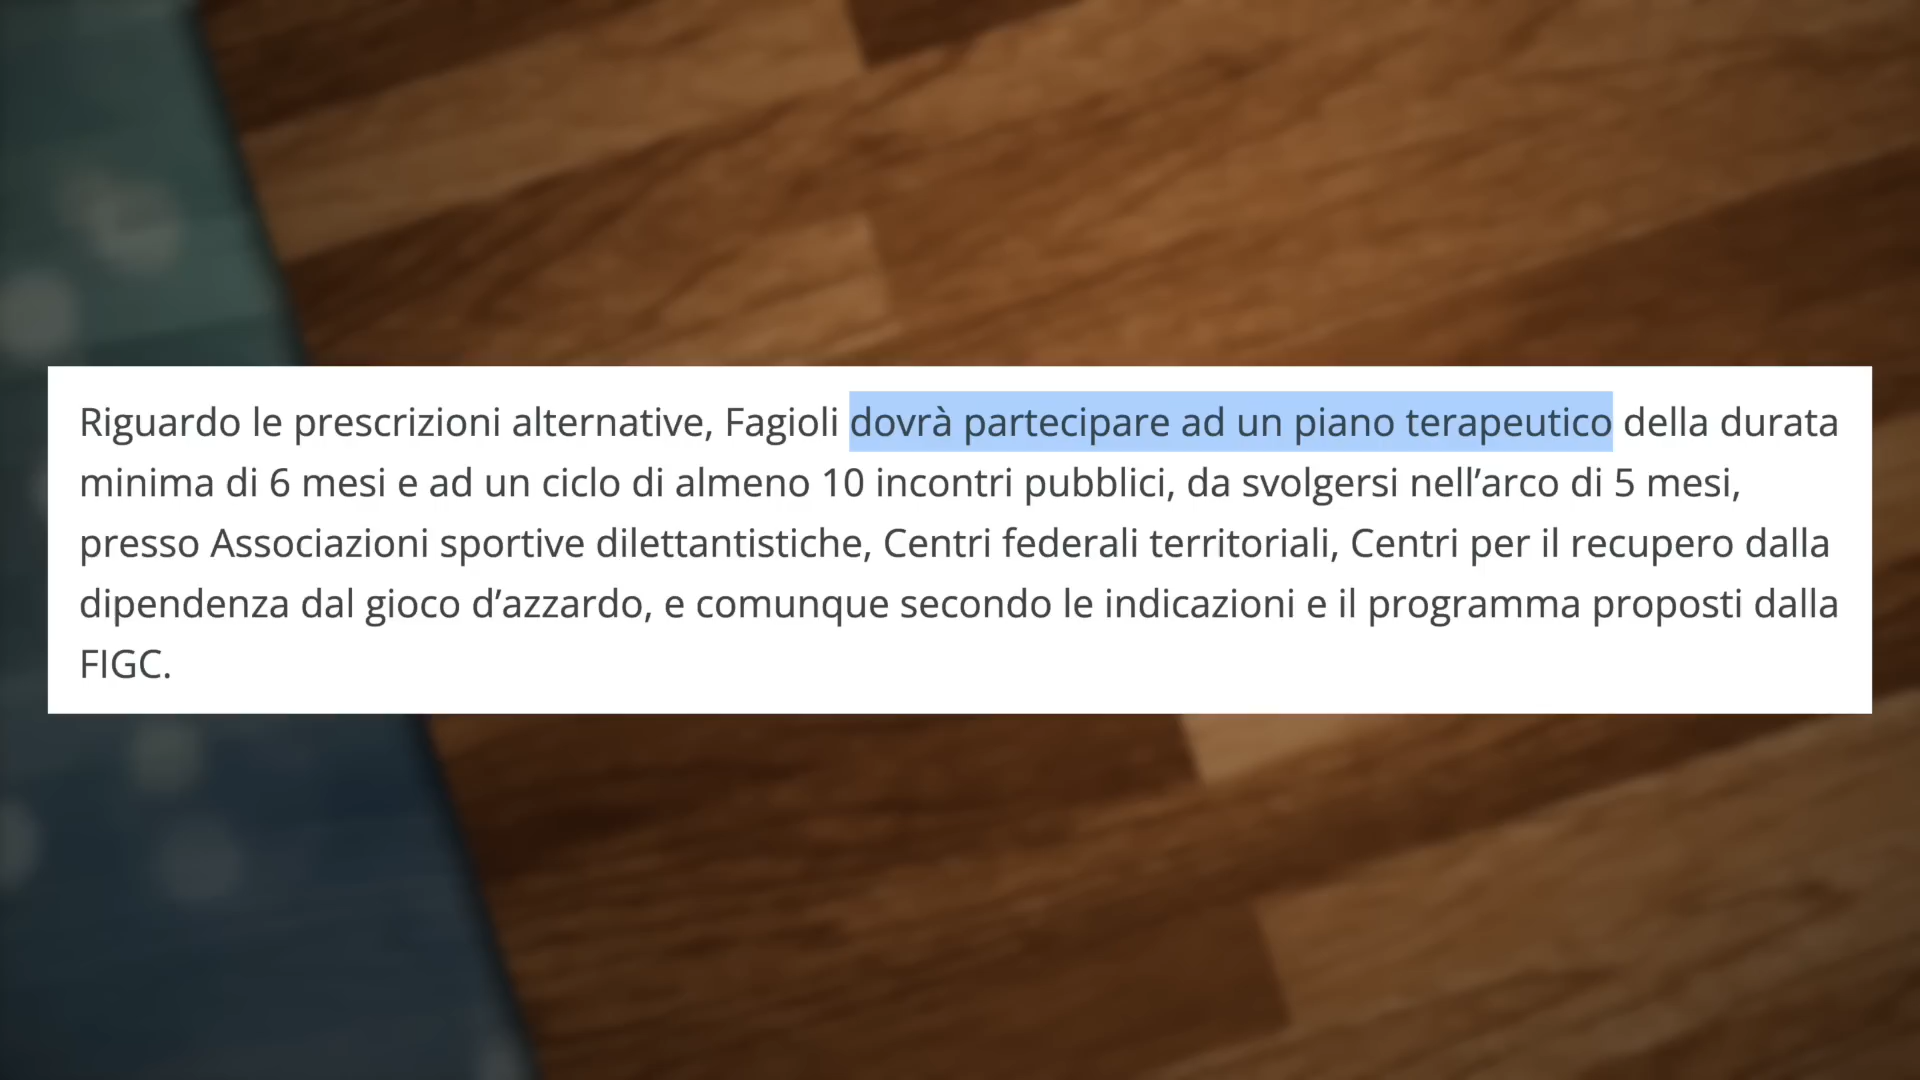 Riguardo le prescrizioni alternative, Fagioli dovrà partecipare ad un piano terapeutico della durata
minima di 6 mesi e ad un ciclo di almeno 10 incontri pubblici, da svolgersi nell’arco di 5 mesi,
presso Associazioni sportive dilettantistiche, Centri federali territoriali, Centri per il recupero dalla
dipendenza dal gioco d’azzardo, e comunque secondo le indicazioni e il programma proposti dalla
FIGC.